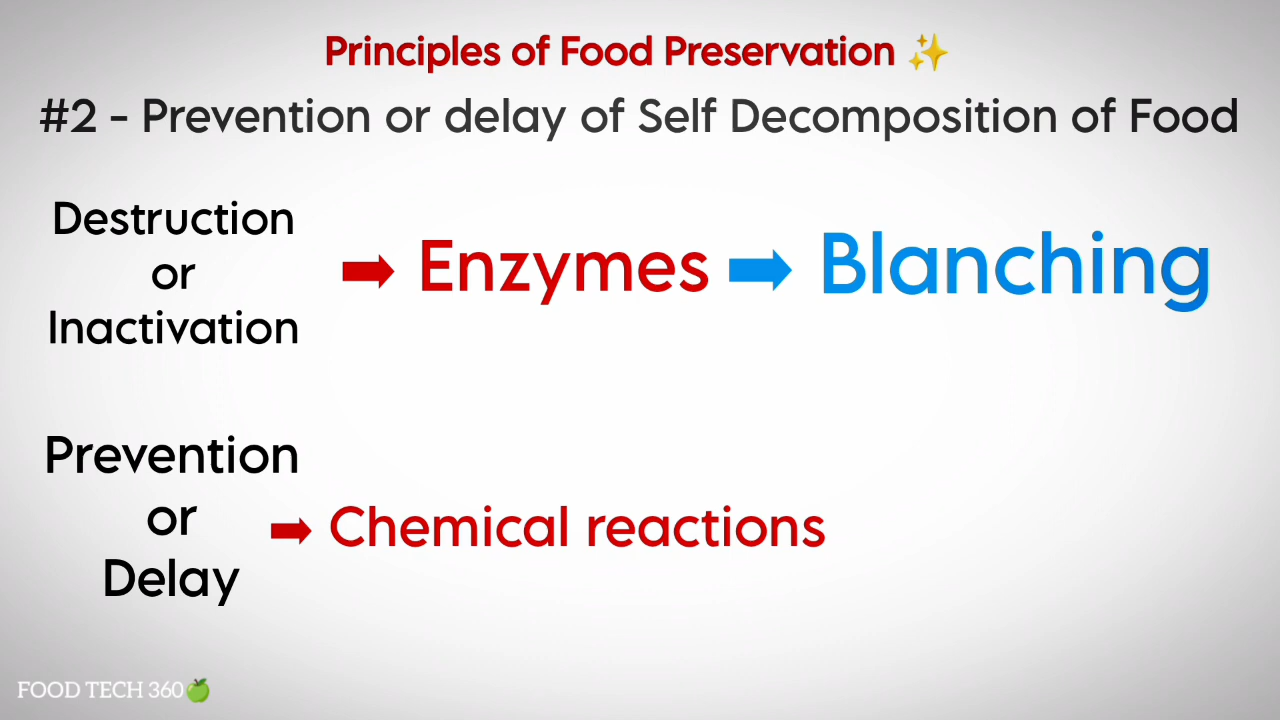 Principles of Food Preservation ✨
#2 - Prevention or delay of Self Decomposition of Food
Destruction
or
Inactivation
➡ Enzymes ➡ Blanching
Prevention
or
Delay
➡ Chemical reactions
FOOD TECH 360🍏